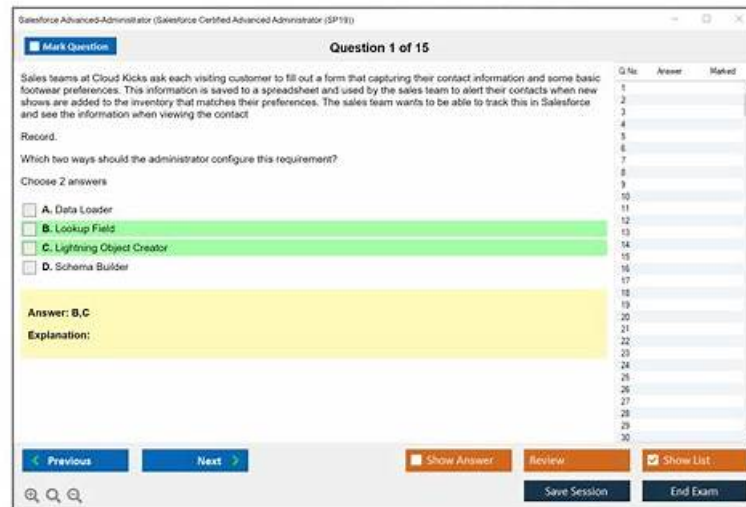 Salesforce Advanced-Administrator (Salesforce Certified Advanced Administrator (SP19))
Mark Question
Question 1 of 15
Sales teams at Cloud Kicks ask each visiting customer to fill out a form that capturing their contact information and some basic
footwear preferences. This information is saved to a spreadsheet and used by the sales team to alert their contacts when new
shows are added to the inventory that matches their preferences. The sales team wants to be able to track this in Salesforce
and see the information when viewing the contact
Record.
Which two ways should the administrator configure this requirement?
Choose 2 answers
A. Data Loader
B. Lookup Field
C. Lightning Object Creator
D. Schema Builder
Answer: B,C
Explanation:
Q.No Answer Marked
1
2
3
4
5
6
7
8
9
10
11
12
13
14
15
16
17
18
19
20
21
22
23
24
25
26
27
28
29
30
Previous
Next
Show Answer
Review
Show List
Save Session
End Exam